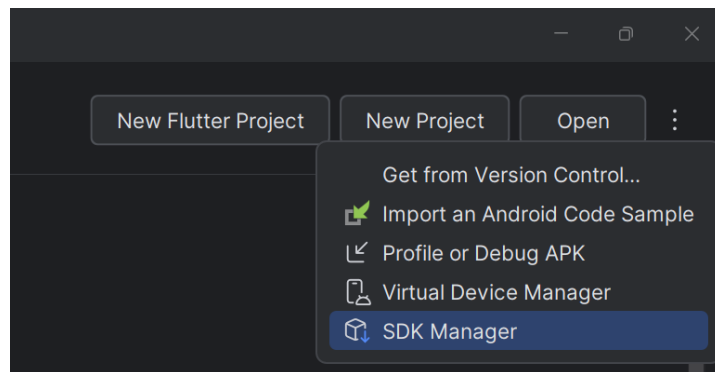 New Flutter Project
New Project
Open
Get from Version Control...
Import an Android Code Sample
Profile or Debug APK
Virtual Device Manager
SDK Manager